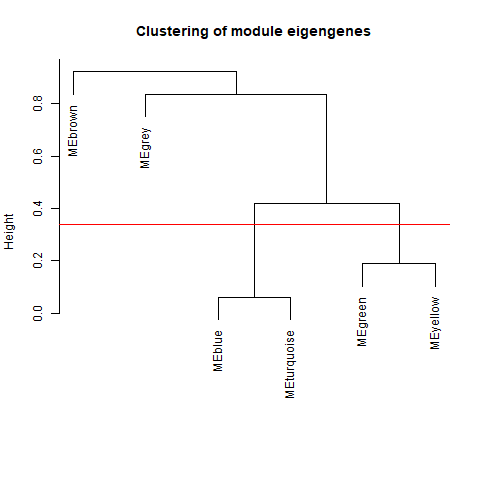 Clustering of module eigengenes
Height
0.8
0.6
0.4
0.2
0.0
MEbrown
MEgrey
MEblue
MEturquoise
MEgreen
MEyellow